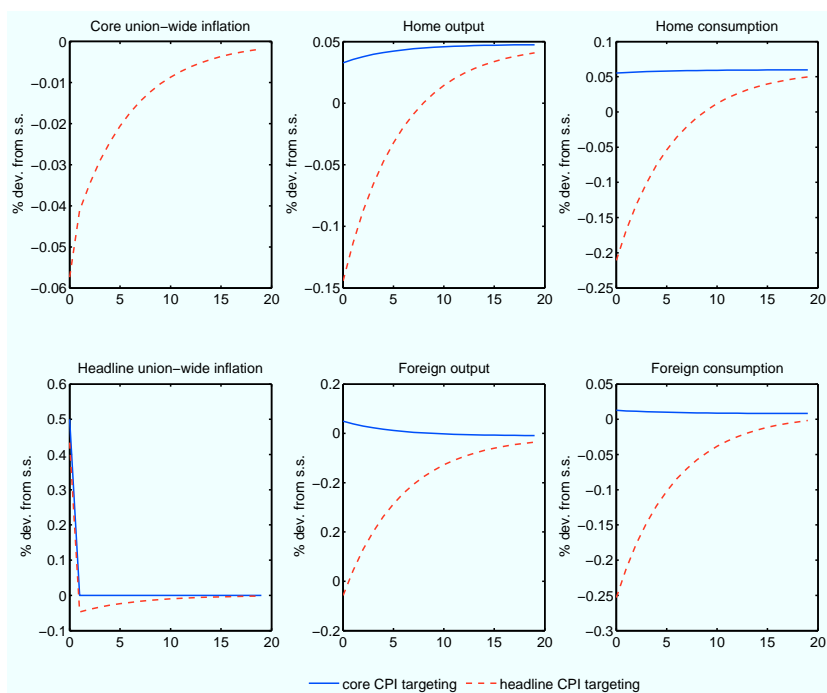 Core union−wide inflation
Home output
Home consumption
% dev. from s.s.
0
−0.01
−0.02
−0.03
−0.04
−0.05
−0.06
0 5 10 15 20
% dev. from s.s.
0.05
0
−0.05
−0.1
−0.15
0 5 10 15 20
% dev. from s.s.
0.1
0.05
0
−0.05
−0.1
−0.15
−0.2
−0.25
0 5 10 15 20
Headline union−wide inflation
Foreign output
Foreign consumption
% dev. from s.s.
0.6
0.5
0.4
0.3
0.2
0.1
0
−0.1
0 5 10 15 20
% dev. from s.s.
0.2
0
−0.2
−0.2
0
−0.2
0 5 10 15 20
% dev. from s.s.
0.05
0
−0.05
−0.1
−0.15
−0.2
−0.25
−0.3
0 5 10 15 20
core CPI targeting
headline CPI targeting